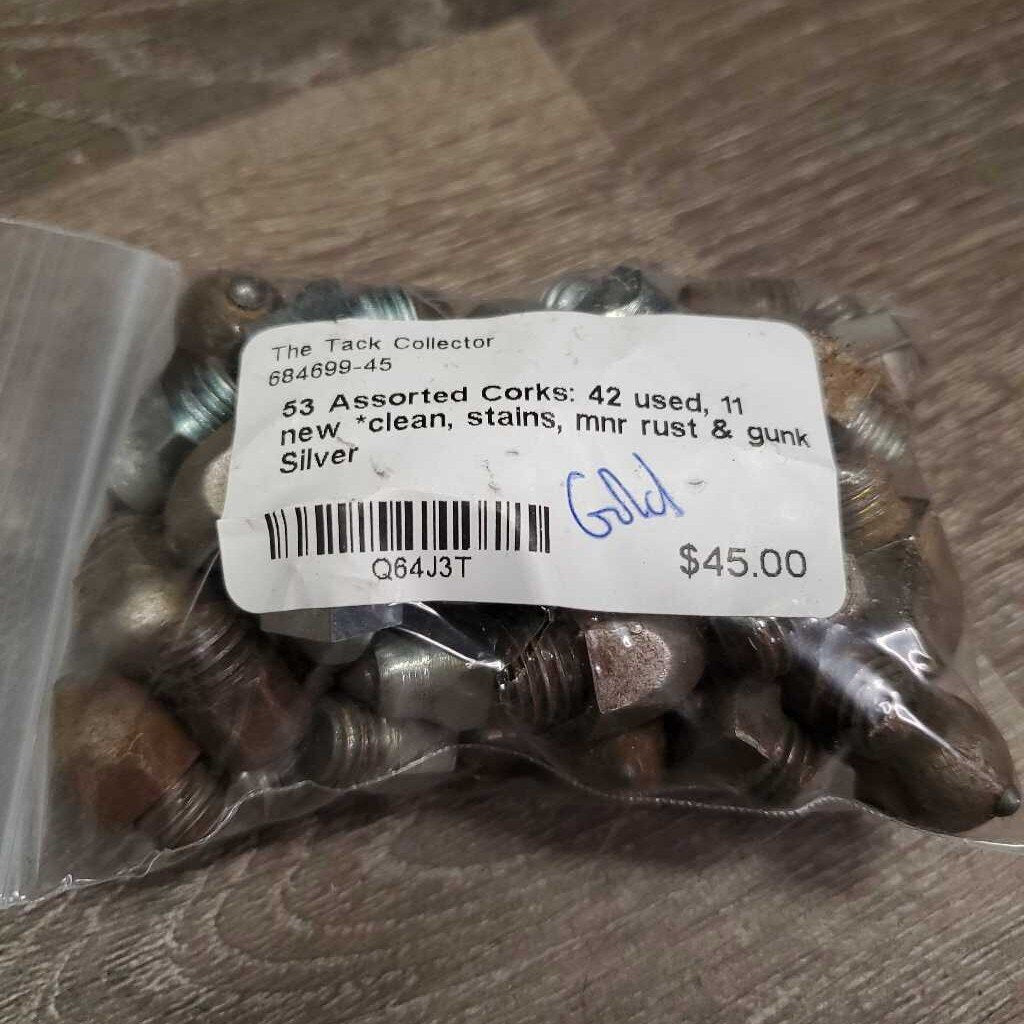 The Tack Collector
684699-45
53 Assorted Corks: 42 used, 11
new *clean, stains, mnr rust & gunk
Silver
Gold
Q64J3T
$45.00